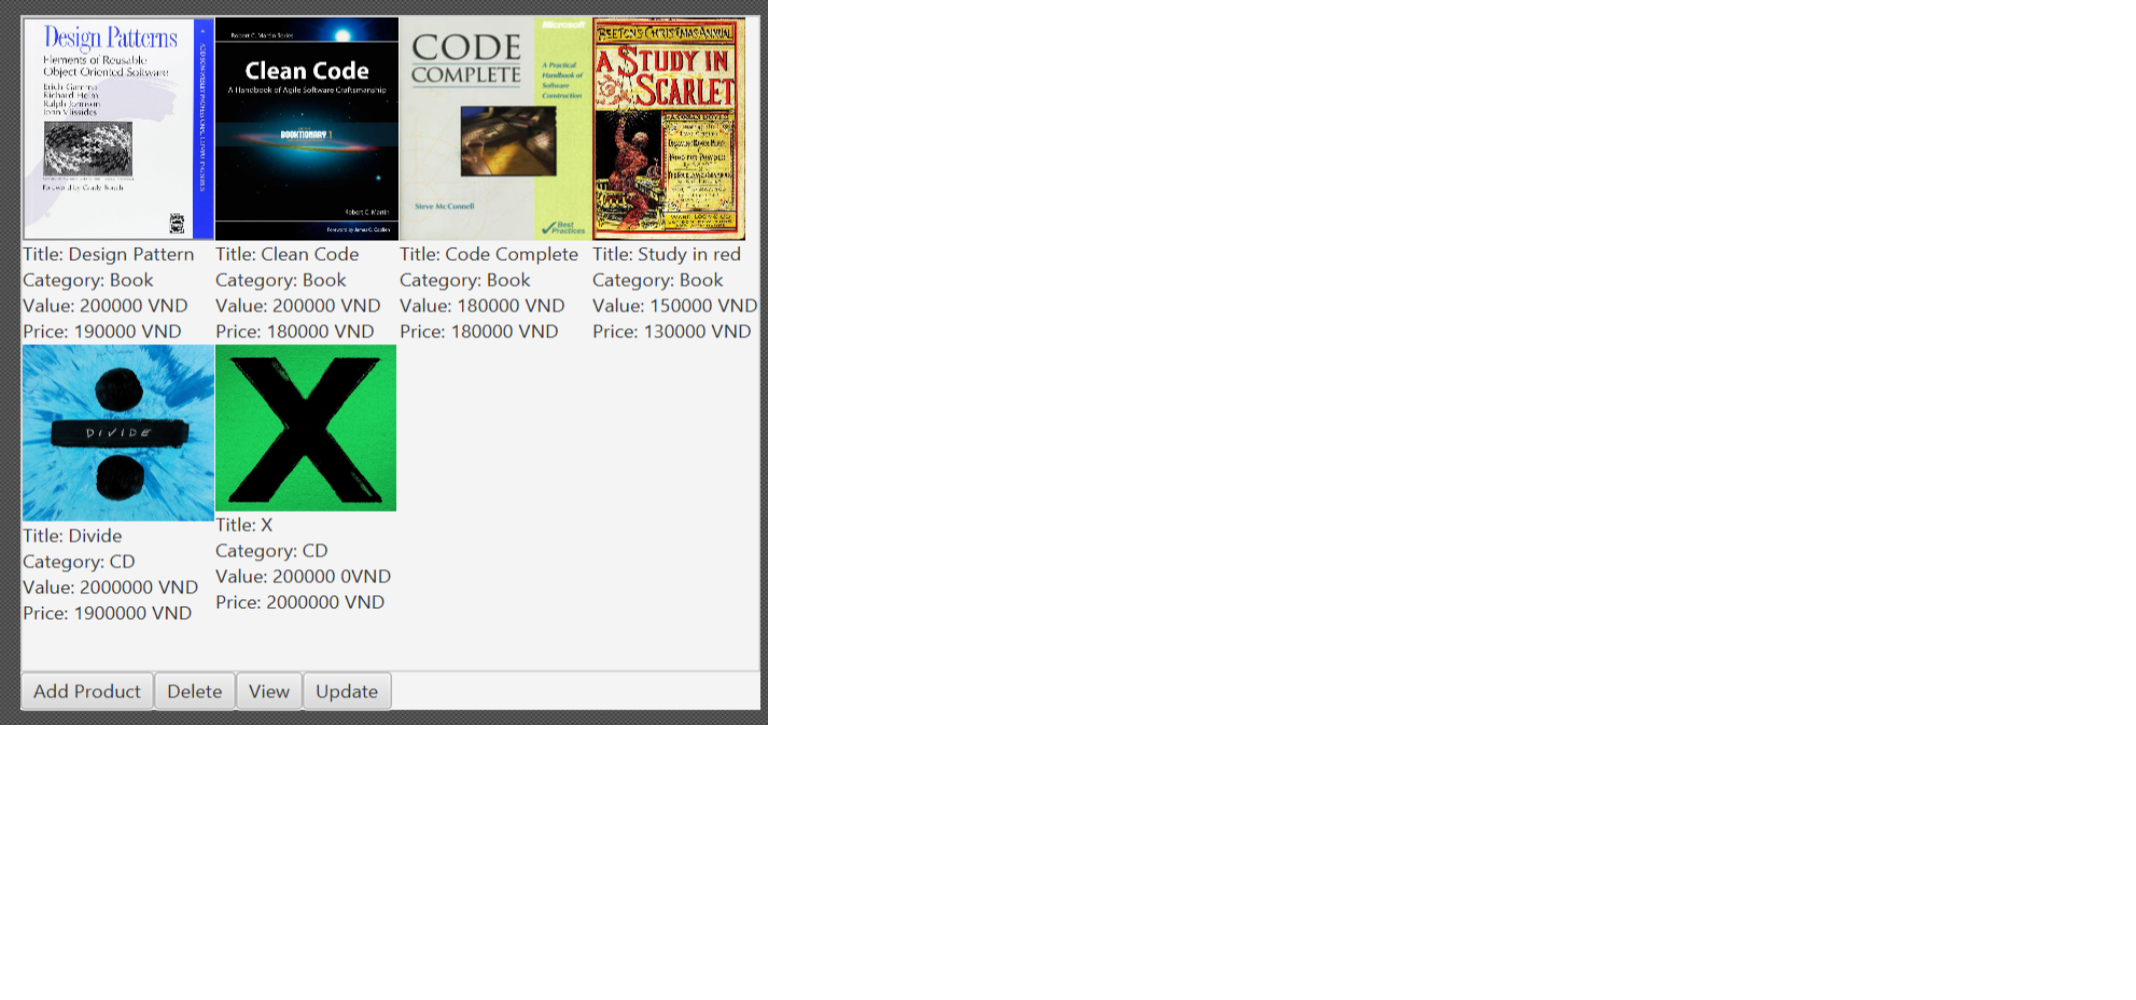 Design Patterns
Elements of Reusable
Object-Oriented Software
Erich Gamma
Richard Helm
Ralph Johnson
John Vlissides
Foreword by Grady Booch
Robert C. Martin Series
Clean Code
A Handbook of Agile Software Craftsmanship
BOOKTIONARY
Robert C. Martin
Foreword by James O. Coplien
Microsoft
CODE
COMPLETE
A Practical
Handbook of
Software
Construction
Steve McConnell
Best
Practices
BEETON'S CHRISTMAS ANNUAL
A STUDY IN
SCARLET
Title: Design Pattern
Category: Book
Value: 200000 VND
Price: 190000 VND
Title: Clean Code
Category: Book
Value: 200000 VND
Price: 180000 VND
Title: Code Complete
Category: Book
Value: 180000 VND
Price: 180000 VND
Title: Study in red
Category: Book
Value: 150000 VND
Price: 130000 VND
DIVIDE
X
Title: Divide
Category: CD
Value: 2000000 VND
Price: 1900000 VND
Title: X
Category: CD
Value: 200000 0VND
Price: 2000000 VND
Add Product
Delete
View
Update